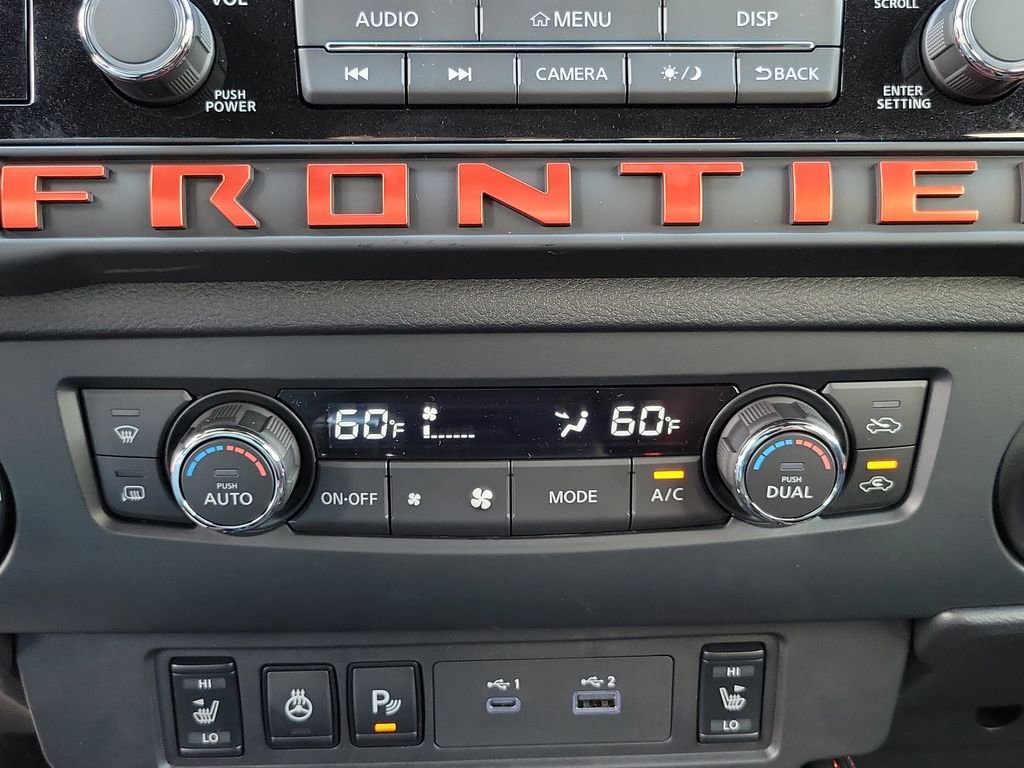 VOL
AUDIO MENU DISP
SCROLL
CAMERA BACK
PUSH
POWER
ENTER
SETTING
FRONTIE
60°F 60°F
PUSH
AUTO
ON·OFF
MODE
A/C
PUSH
DUAL
HI
LO
P
1
2
HI
LO